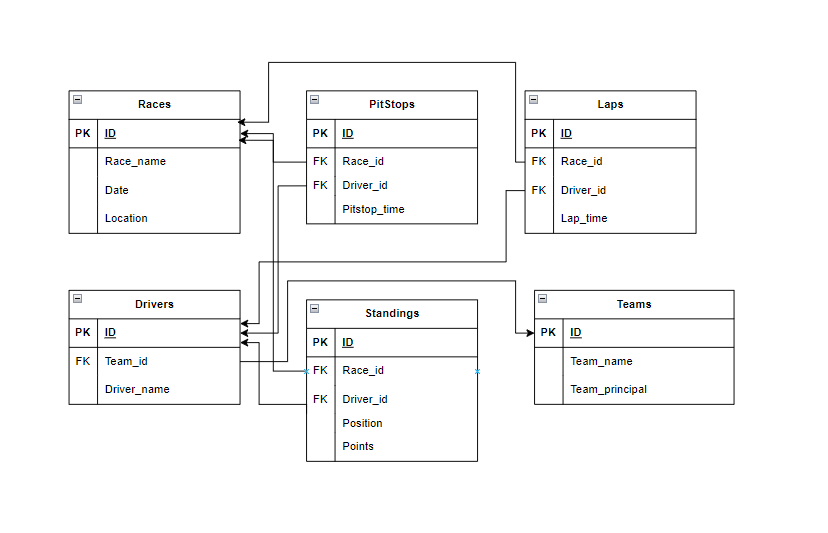 Races
PK ID
Race_name
Date
Location
PitStops
PK ID
FK Race_id
FK Driver_id
Pitstop_time
Laps
PK ID
FK Race_id
FK Driver_id
Lap_time
Drivers
PK ID
FK Team_id
Driver_name
Standings
PK ID
FK Race_id
FK Driver_id
Position
Points
Teams
PK ID
Team_name
Team_principal